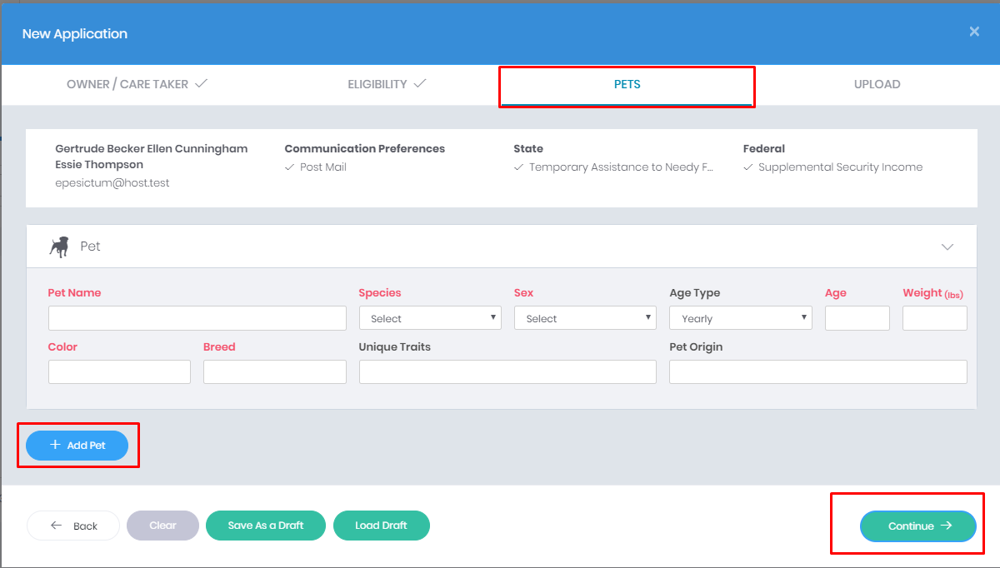 New Application
OWNER / CARE TAKER ELIGIBILITY PETS UPLOAD
Gertrude Becker Ellen Cunningham
Essie Thompson
epesictum@host.test
Communication Preferences
Post Mail
State
Temporary Assistance to Needy F...
Federal
Supplemental Security Income
Pet
Pet Name Species Sex Age Type Age Weight (lbs)
Select Select Yearly
Color Breed Unique Traits Pet Origin
+ Add Pet
← Back Clear Save As a Draft Load Draft Continue →